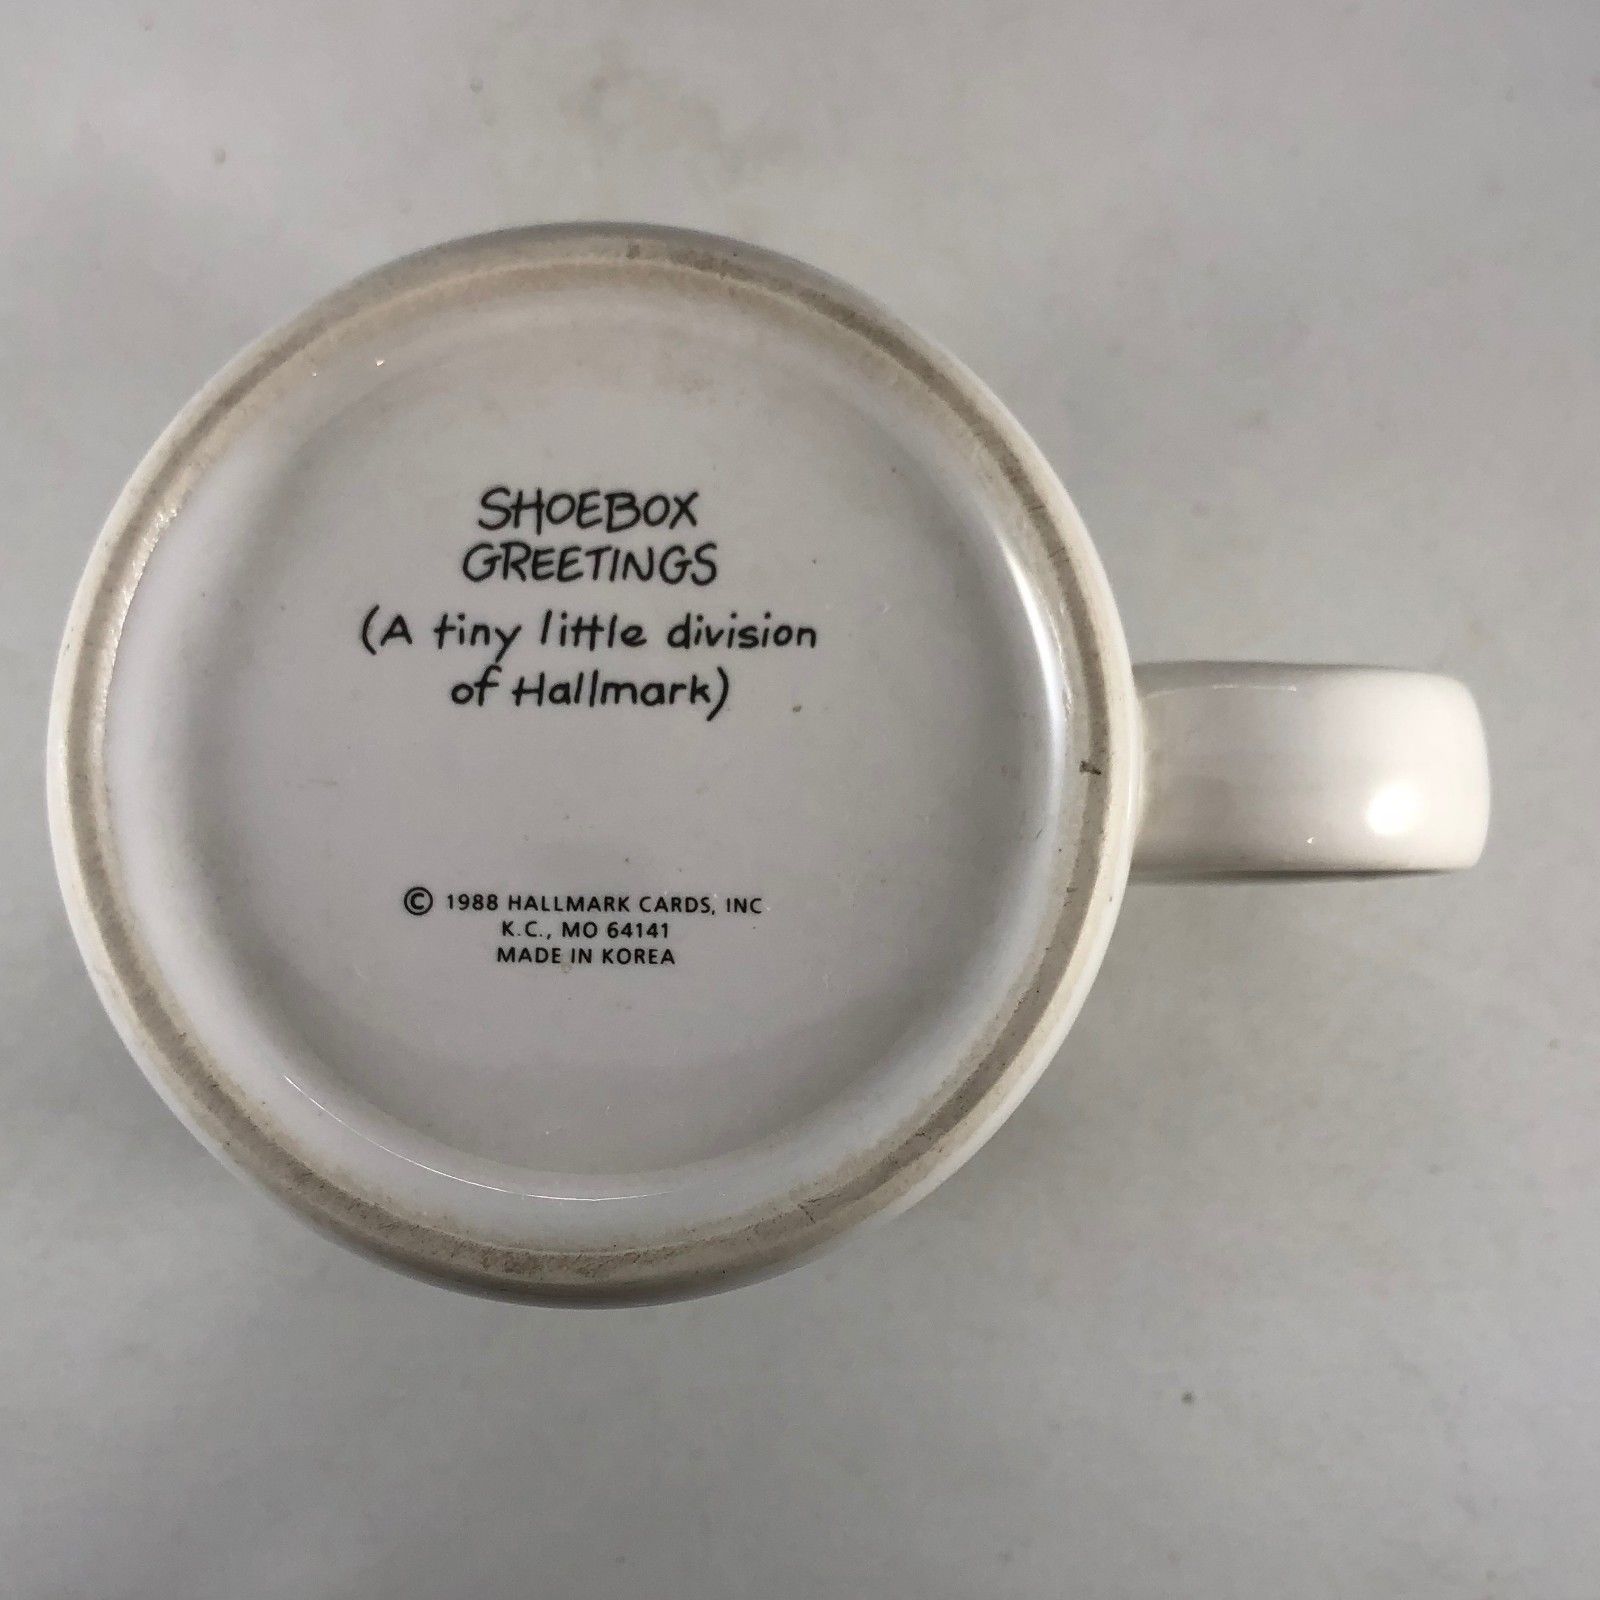 SHOEBOX
GREETINGS
(A tiny little division
of Hallmark)
© 1988 HALLMARK CARDS, INC
K.C., MO 64141
MADE IN KOREA